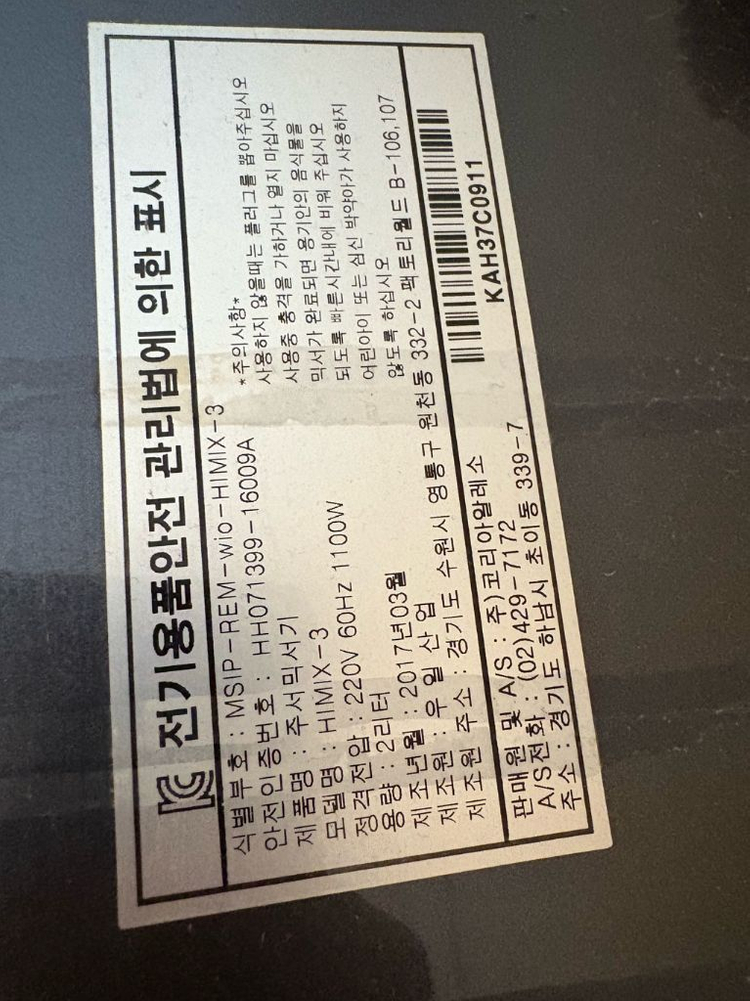 전기용품안전 관리법에 의한 표시
식별부호 : MSIP-REM-wio-HIMIX-3
안전인증번호 : HH071399-16009A
제품명 : 주서믹서기
모델명 : HIMIX-3
정격전압 : 220V 60Hz 1100W
용량 : 2리터
제조년월 : 2017년03월
제조원 : 우일산업
제조원 주소 : 경기도 수원시 영통구 원천동 332-2 팩토리월드 B-106,107
*주의사항*
사용하지 않을때는 플러그를 뽑아주십시오
사용중 충격을 가하거나 열지 마십시오
믹서가 완료되면 용기안의 음식물을
되도록 빠른시간내에 비워 주십시오
어린아이 또는 심신 박약아가 사용하지
않도록 하십시오
판매원 및 A/S : 주)코리아알레소
A/S전화 : (02)429-7172
주소 : 경기도 하남시 초이동 339-7
KAH37C0911